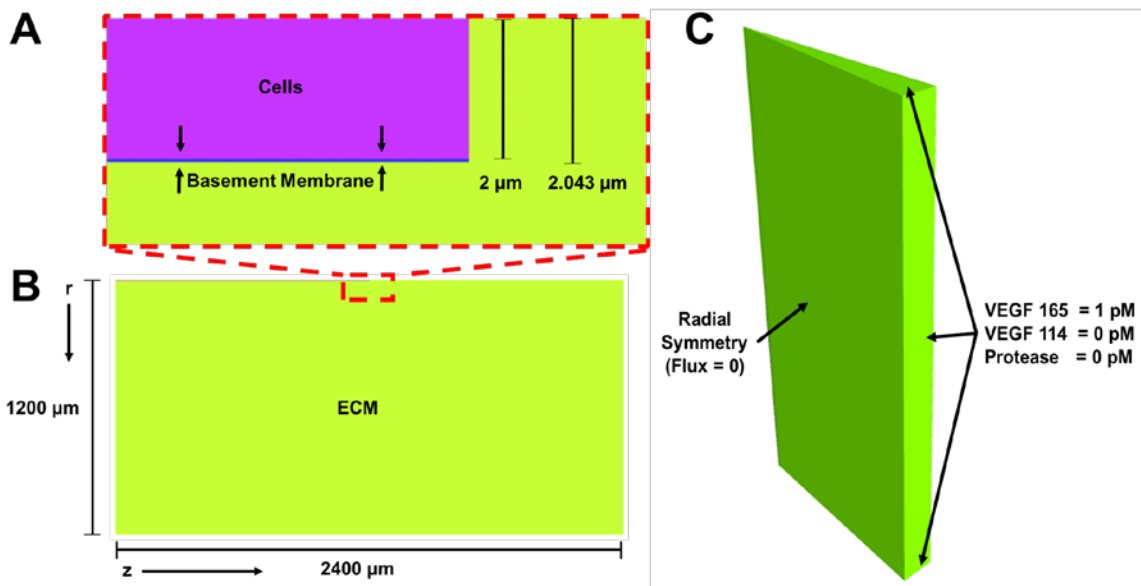 A
Cells
Basement Membrane
2 µm
2.043 µm
B
r
1200 µm
ECM
z
2400 µm
C
Radial
Symmetry
(Flux = 0)
VEGF 165 = 1 pM
VEGF 114 = 0 pM
Protease = 0 pM